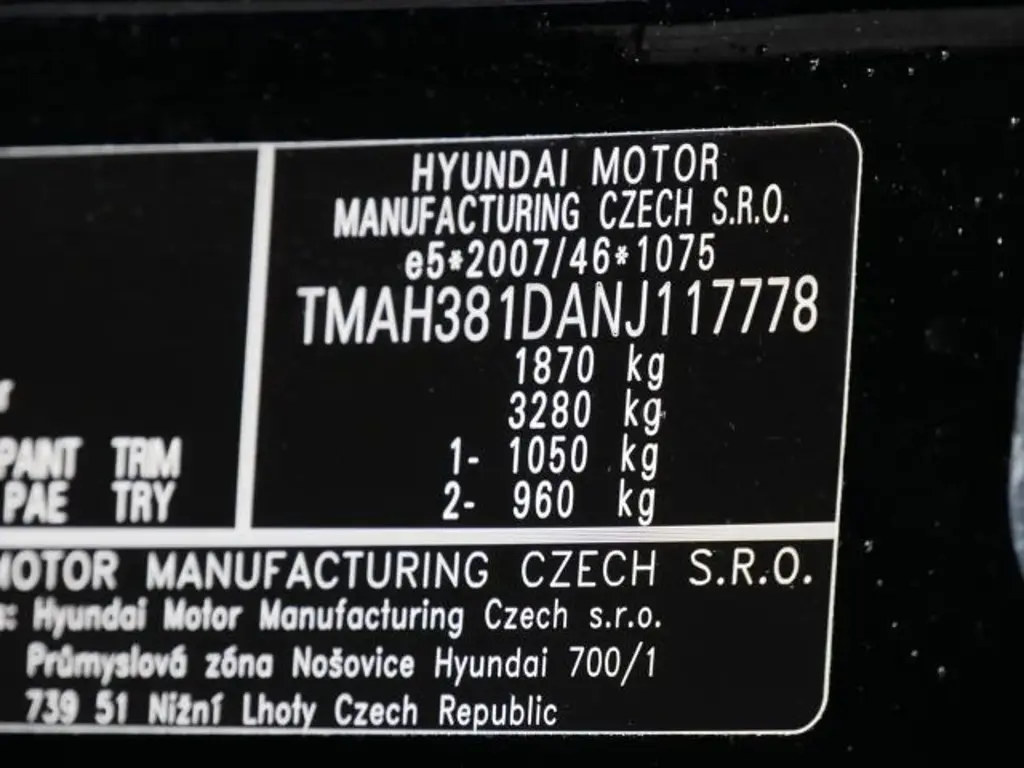 HYUNDAI MOTOR
MANUFACTURING CZECH S.R.O.
e5*2007/46*1075
TMAH381DANJ117778
1870 kg
3280 kg
1- 1050 kg
2- 960 kg
r
PANT TRIM
PAE TRY
MOTOR MANUFACTURING CZECH S.R.O.
s: Hyundai Motor Manufacturing Czech s.r.o.
Průmyslová zóna Nošovice Hyundai 700/1
739 51 Nižní Lhoty Czech Republic